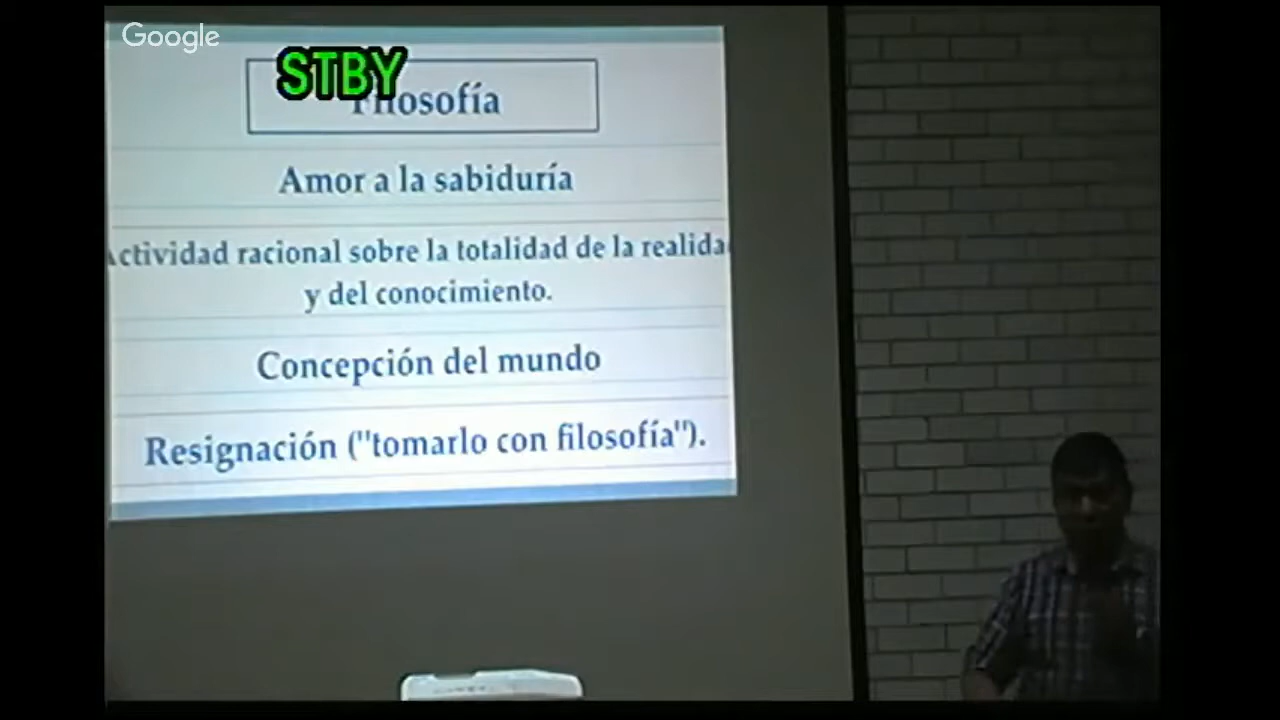 Google
STBY
Filosofía
Amor a la sabiduría
Actividad racional sobre la totalidad de la realida
y del conocimiento.
Concepción del mundo
Resignación ("tomarlo con filosofía").